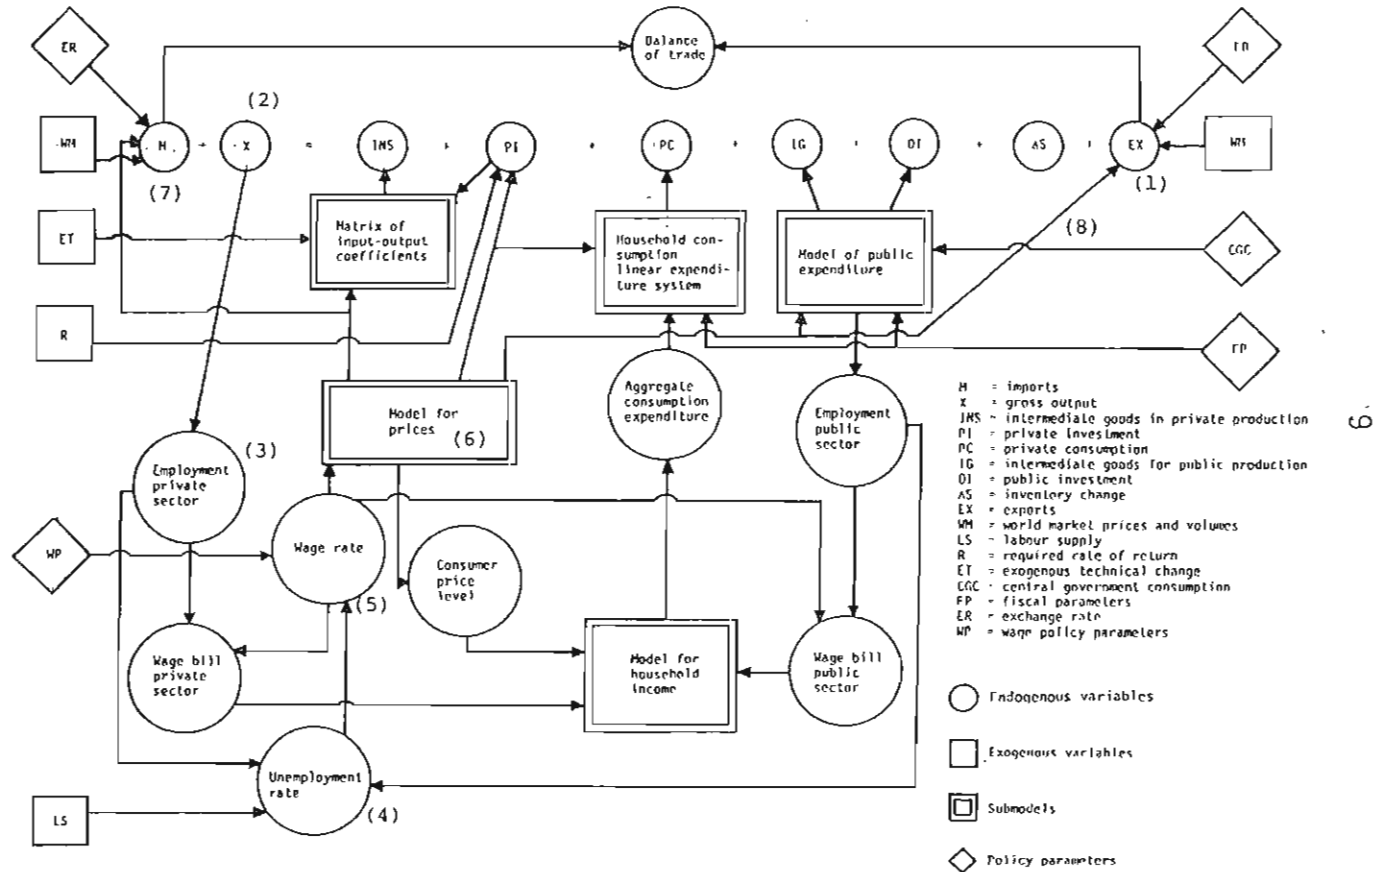 ER
Balance
of trade
(2)
WM
M
+
X
=
INS
+
PI
+
PC
+
IG
+
OI
+
ΔS
+
EX
(7)
(1)
ET
Matrix of
input-output
coefficients
Household con-
sumption
linear expendi-
ture system
Model of public
expenditure
(8)
CGC
R
Model for
prices
(6)
Aggregate
consumption
expenditure
Employment
public
sector
(3)
Employment
private
sector
WP
Wage rate
Consumer
price
level
(5)
Wage bill
private
sector
Model for
household
income
Wage bill
public
sector
Unemployment
rate
(4)
LS
M = imports
X = gross output
INS = intermediate goods in private production
PI = private investment
PC = private consumption
IG = intermediate goods for public production
OI = public investment
ΔS = inventory change
EX = exports
WM = world market prices and volumes
LS = labour supply
R = required rate of return
ET = exogenous technical change
CGC = central government consumption
FP = fiscal parameters
ER = exchange rate
WP = wage policy parameters
Endogenous variables
Exogenous variables
Submodels
Policy parameters